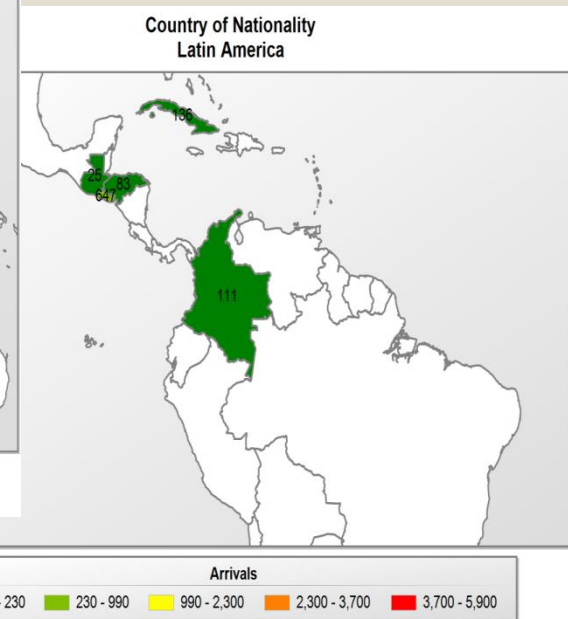 Country of Nationality
Latin America
136
25
83
647
111
Arrivals
- 230
230 - 990
990 - 2,300
2,300 - 3,700
3,700 - 5,900